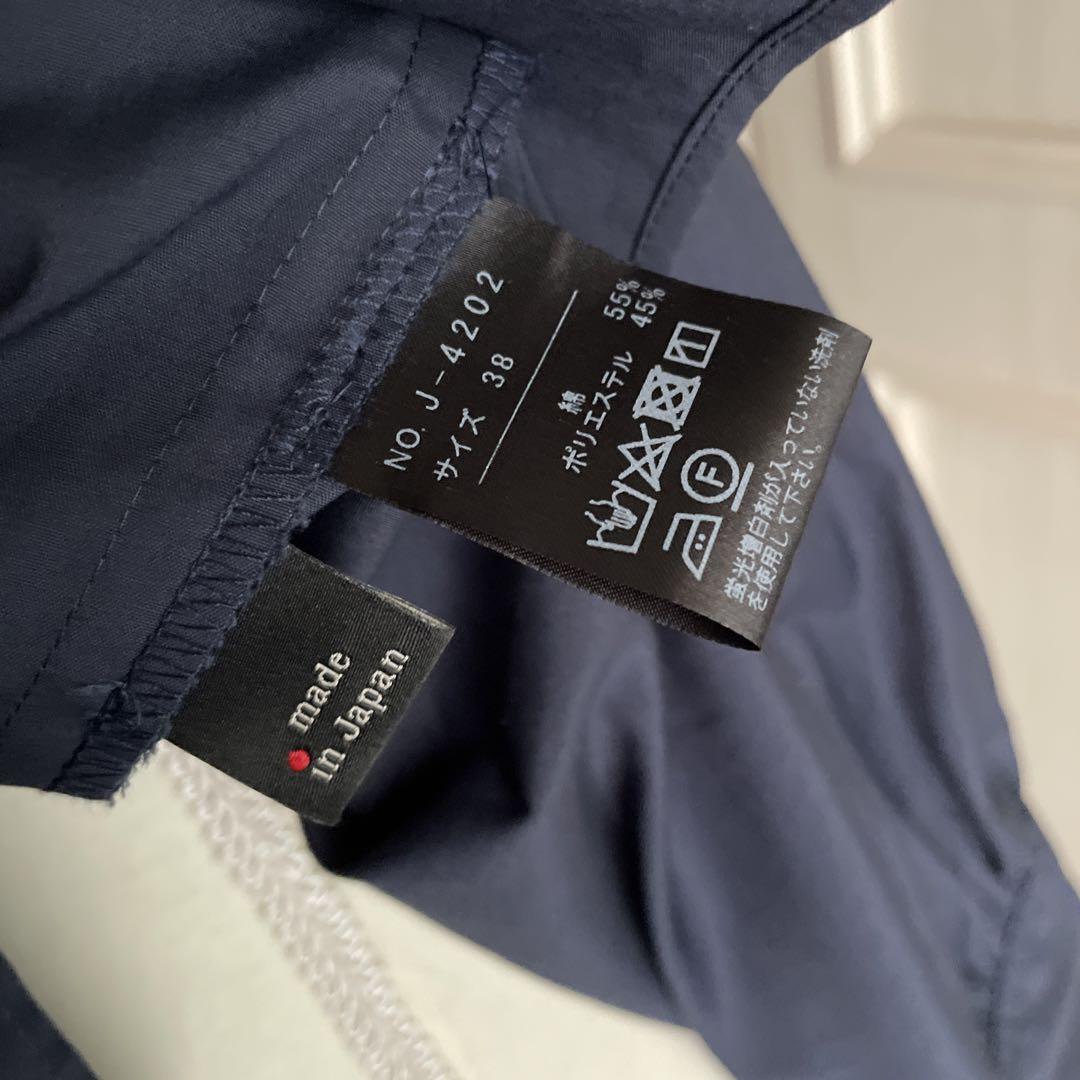 NO. J-4202
サイズ 38
綿 55%
ポリエステル 45%
F
蛍光増白剤が入っていない洗剤
を使用して下さい。
made
in Japan